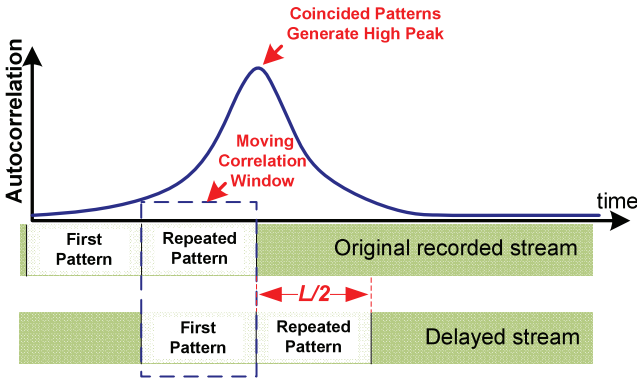 Coincided Patterns
Generate High Peak
Autocorrelation
Moving
Correlation
Window
time
First
Pattern
Repeated
Pattern
Original recorded stream
L/2
First
Pattern
Repeated
Pattern
Delayed stream